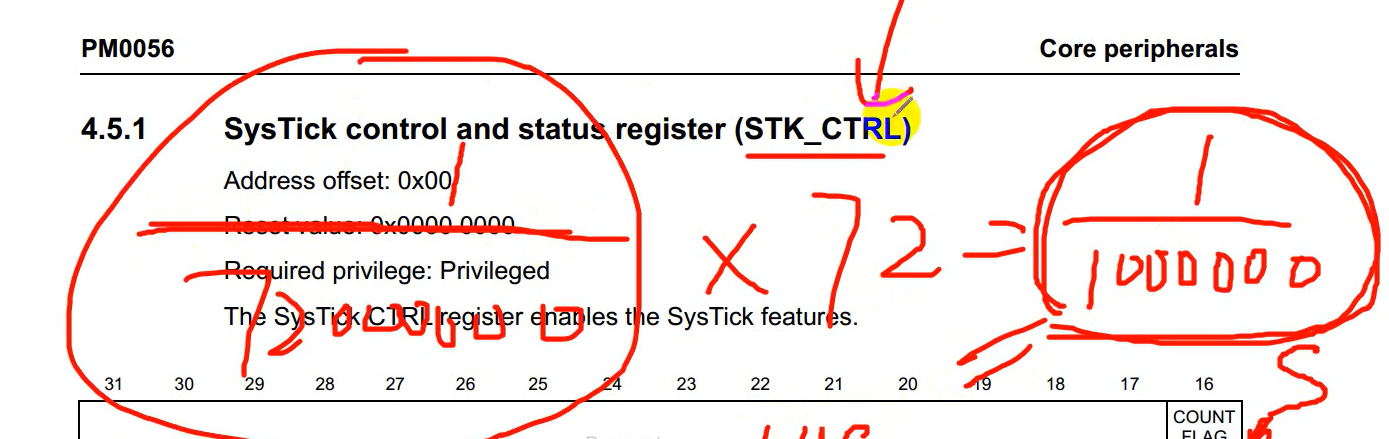 PM0056 Core peripherals
4.5.1 SysTick control and status register (STK_CTRL)
Address offset: 0x00
Reset value: 0x0000 0000
Required privilege: Privileged
The SysTick CTRL register enables the SysTick features.
1
72000000
x 72 =
1
1000000
S
31 30 29 28 27 26 25 24 23 22 21 20 19 18 17 16
COUNT
FLAG